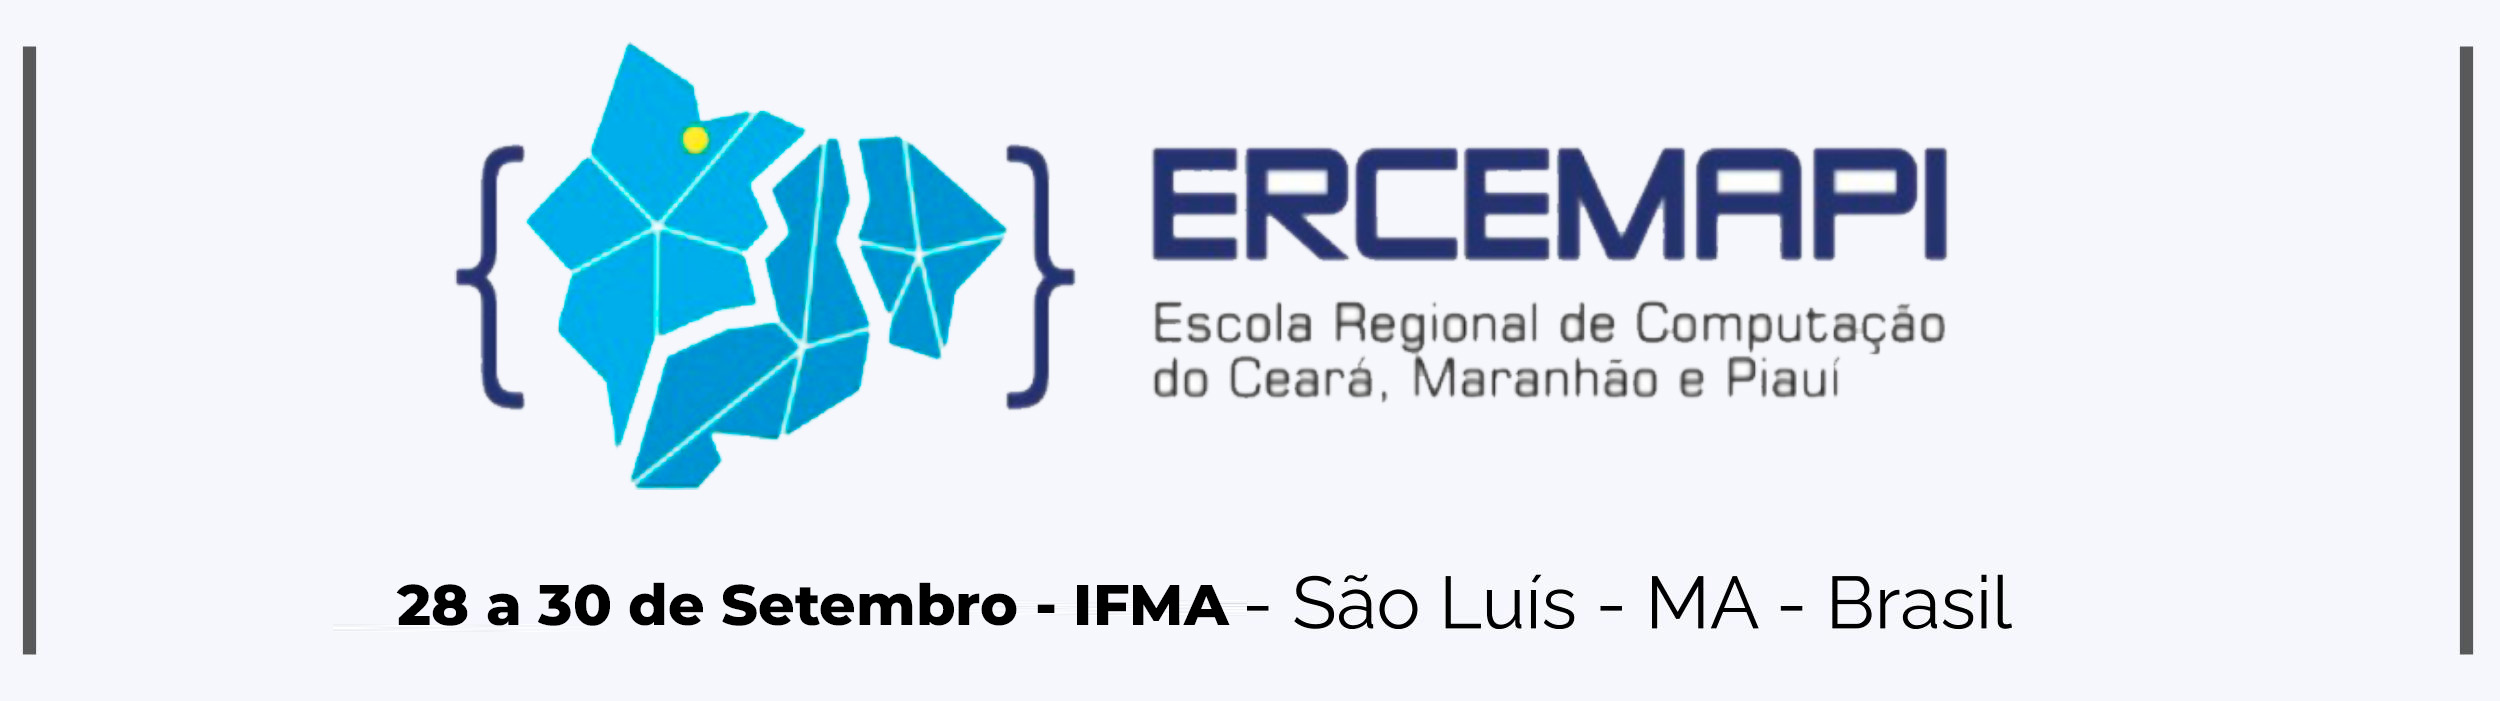 ERCEMAPI
Escola Regional de Computação
do Ceará, Maranhão e Piauí
28 a 30 de Setembro - IFMA – São Luís – MA – Brasil